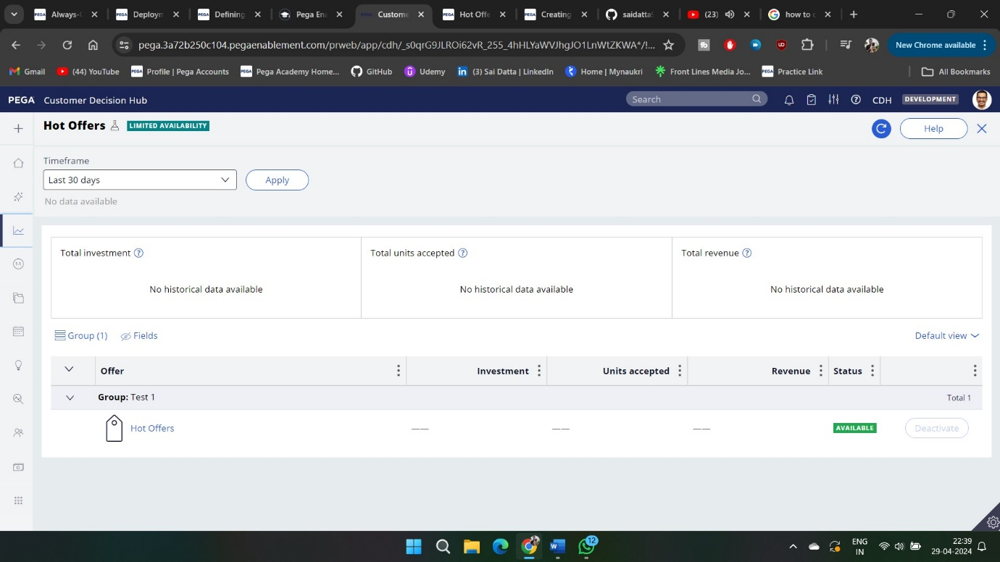 Always-C
Deploym
Defining
Pega En
Custome
Hot Offe
Creating
saidatta
(23)
how to c
pega.3a72b250c104.pegaenablement.com/prweb/app/cdh/_s0qrG9JLROi62vR_255_4hHLYaWVJhgJO1LnWtZKWA*/!...
New Chrome available
Gmail
(44) YouTube
PEGA Profile | Pega Accounts
PEGA Pega Academy Home...
GitHub
Udemy
(3) Sai Datta | LinkedIn
Home | Mynaukri
Front Lines Media Jo...
PEGA Practice Link
All Bookmarks
PEGA Customer Decision Hub
Search
CDH
DEVELOPMENT
Hot Offers LIMITED AVAILABILITY
Help
Timeframe
Last 30 days
Apply
No data available
Total investment
Total units accepted
Total revenue
No historical data available
No historical data available
No historical data available
Group (1)
Fields
Default view
Offer
Investment
Units accepted
Revenue
Status
Group: Test 1
Total 1
Hot Offers
——
——
——
AVAILABLE
Deactivate
12
ENG
IN
22:39
29-04-2024